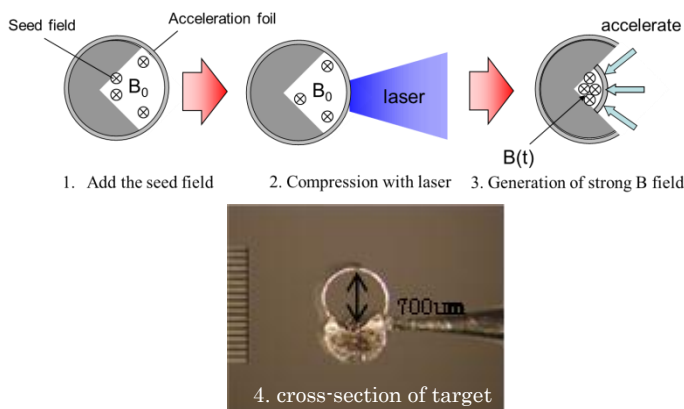 Seed field
Acceleration foil
B0
B0
laser
accelerate
B(t)
1. Add the seed field
2. Compression with laser
3. Generation of strong B field
700um
4. cross-section of target